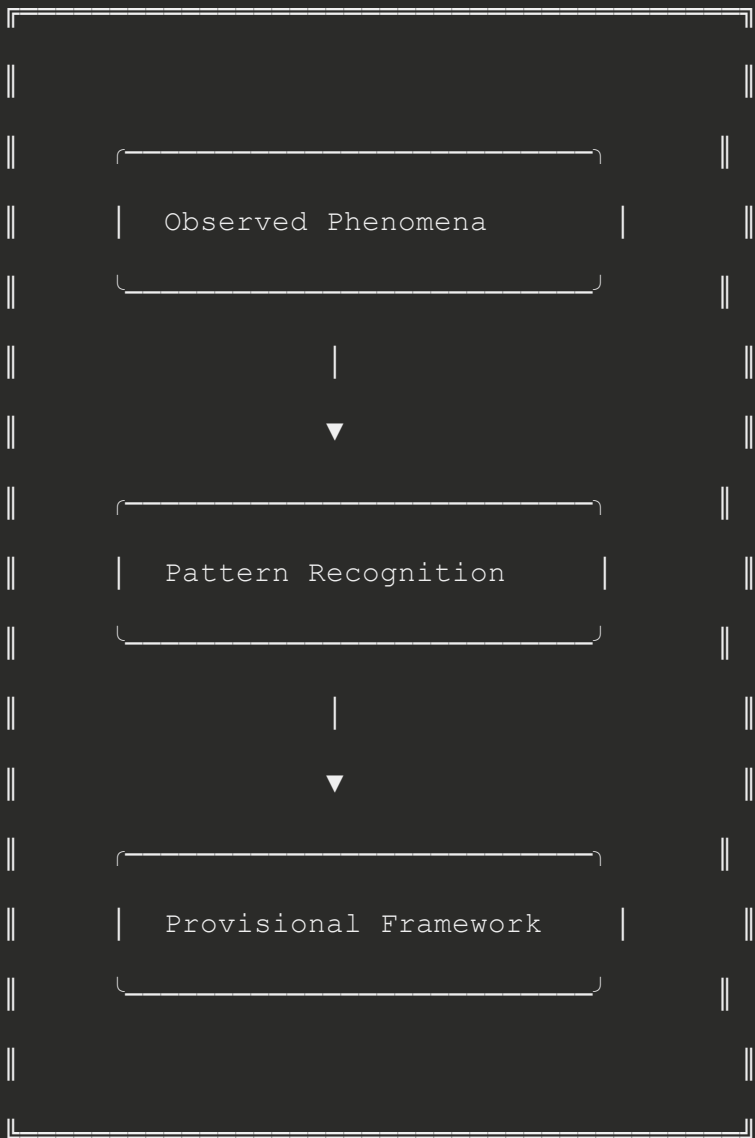 Observed Phenomena
Pattern Recognition
Provisional Framework